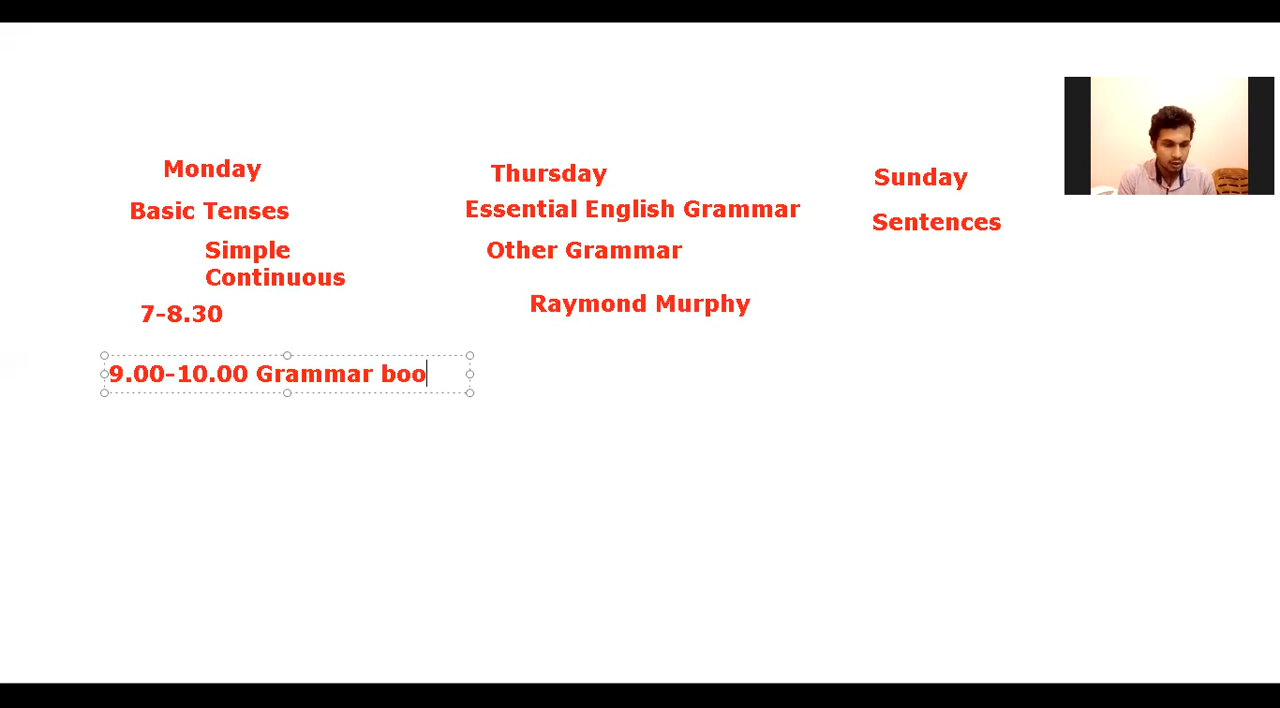 Monday
Basic Tenses
Simple
Continuous
7-8.30
9.00-10.00 Grammar boo
Thursday
Essential English Grammar
Other Grammar
Raymond Murphy
Sunday
Sentences